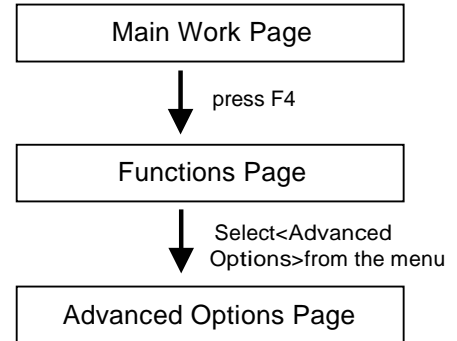 Main Work Page
press F4
Functions Page
Select<Advanced
Options>from the menu
Advanced Options Page